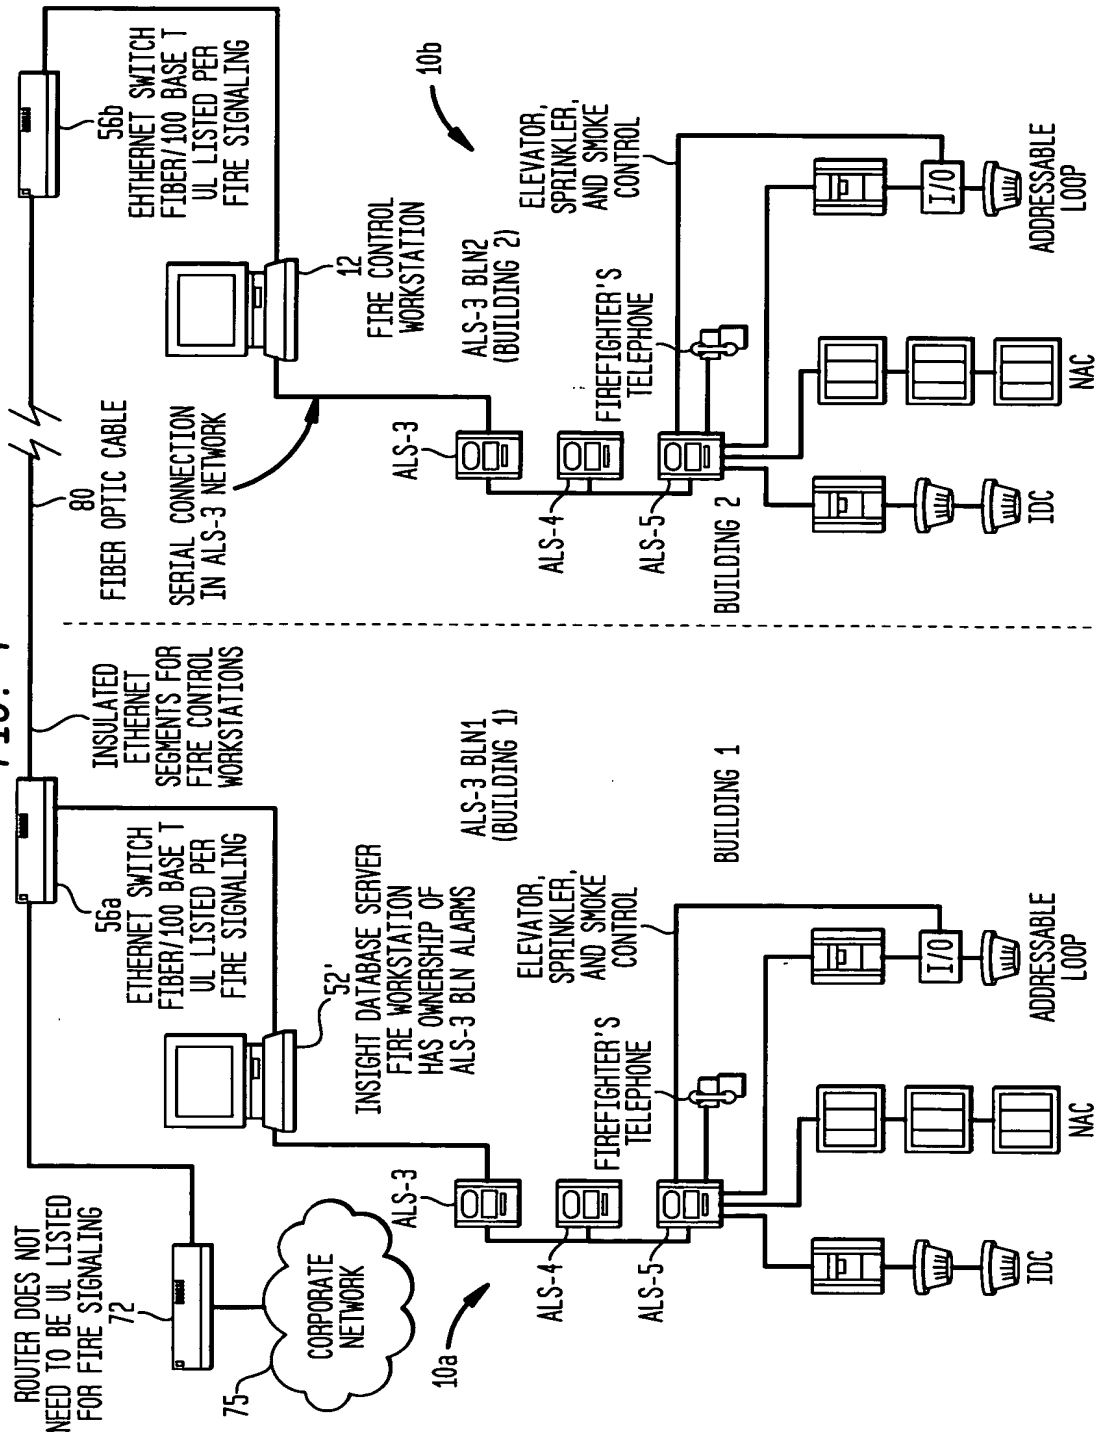 ROUTER DOES NOT
NEED TO BE UL LISTED
FOR FIRE SIGNALING
72
75
CORPORATE
NETWORK
10a
56a
ETHERNET SWITCH
FIBER/100 BASE T
UL LISTED PER
FIRE SIGNALING
52'
INSIGHT DATABASE SERVER
FIRE WORKSTATION
HAS OWNERSHIP OF
ALS-3 BLN ALARMS
INSULATED
ETHERNET
SEGMENTS FOR
FIRE CONTROL
WORKSTATIONS
ALS-3 BLN1
(BUILDING 1)
ALS-3
ALS-4
ALS-5
FIREFIGHTER'S
TELEPHONE
ELEVATOR,
SPRINKLER,
AND SMOKE
CONTROL
BUILDING 1
I/O
IDC
NAC
ADDRESSABLE
LOOP
80
FIBER OPTIC CABLE
SERIAL CONNECTION
IN ALS-3 NETWORK
56b
EHTHERNET SWITCH
FIBER/100 BASE T
UL LISTED PER
FIRE SIGNALING
12
FIRE CONTROL
WORKSTATION
10b
ALS-3 BLN2
(BUILDING 2)
ALS-3
ALS-4
ALS-5
FIREFIGHTER'S
TELEPHONE
ELEVATOR,
SPRINKLER,
AND SMOKE
CONTROL
BUILDING 2
I/O
IDC
NAC
ADDRESSABLE
LOOP